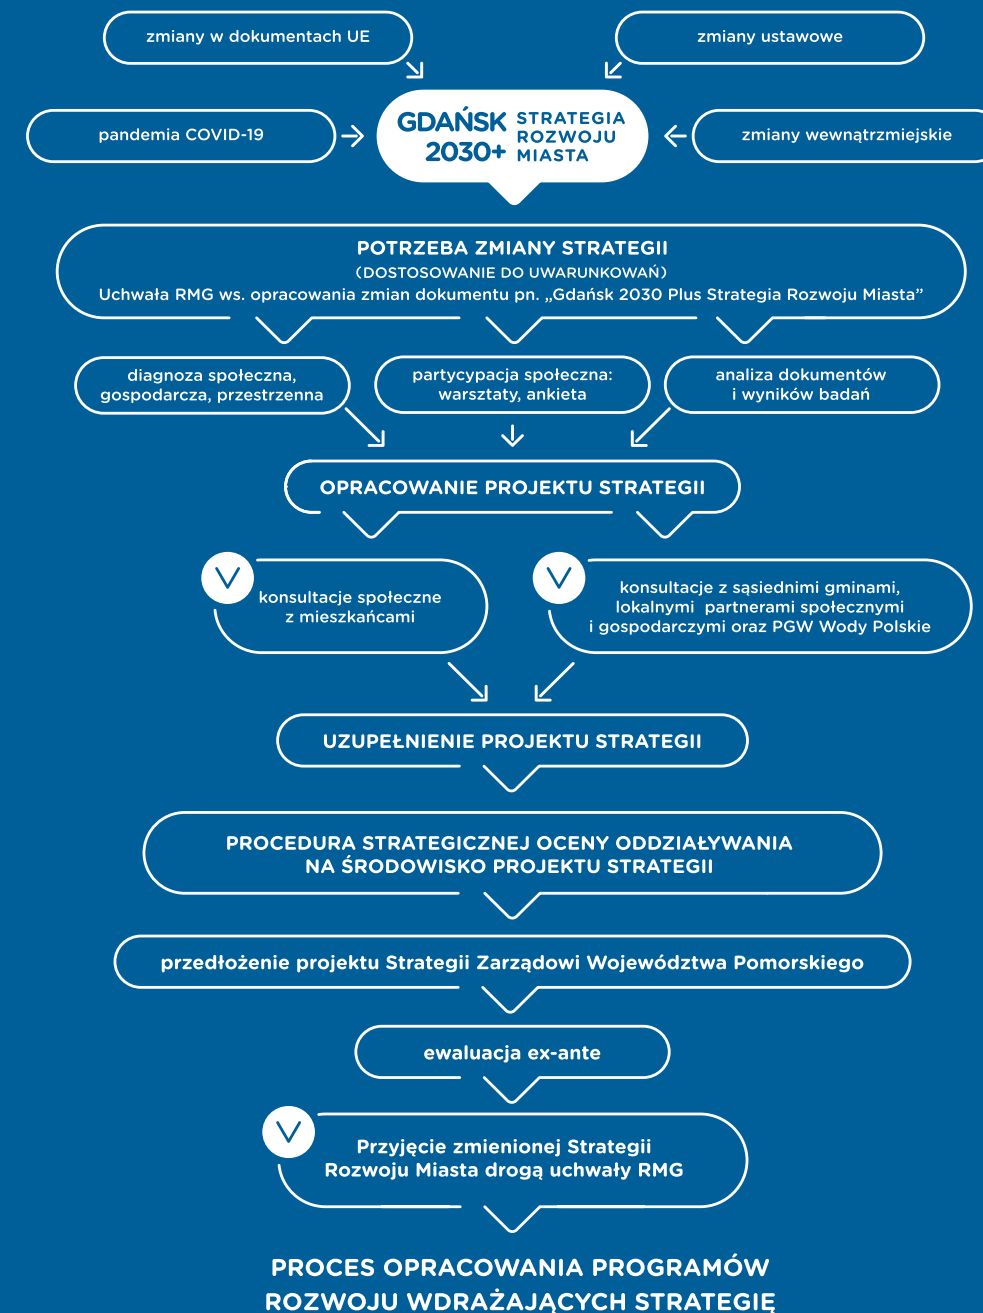 zmiany w dokumentach UE
zmiany ustawowe
pandemia COVID-19
GDAŃSK 2030+
STRATEGIA
ROZWOJU
MIASTA
zmiany wewnątrzmiejskie
POTRZEBA ZMIANY STRATEGII
(DOSTOSOWANIE DO UWARUNKOWAŃ)
Uchwała RMG ws. opracowania zmian dokumentu pn. „Gdańsk 2030 Plus Strategia Rozwoju Miasta”
diagnoza społeczna,
gospodarcza, przestrzenna
partycypacja społeczna:
warsztaty, ankieta
analiza dokumentów
i wyników badań
OPRACOWANIE PROJEKTU STRATEGII
konsultacje społeczne
z mieszkańcami
konsultacje z sąsiednimi gminami,
lokalnymi partnerami społecznymi
i gospodarczymi oraz PGW Wody Polskie
UZUPEŁNIENIE PROJEKTU STRATEGII
PROCEDURA STRATEGICZNEJ OCENY ODDZIAŁYWANIA
NA ŚRODOWISKO PROJEKTU STRATEGII
przedłożenie projektu Strategii Zarządowi Województwa Pomorskiego
ewaluacja ex-ante
Przyjęcie zmienionej Strategii
Rozwoju Miasta drogą uchwały RMG
PROCES OPRACOWANIA PROGRAMÓW
ROZWOJU WDRAŻAJĄCYCH STRATEGIĘ